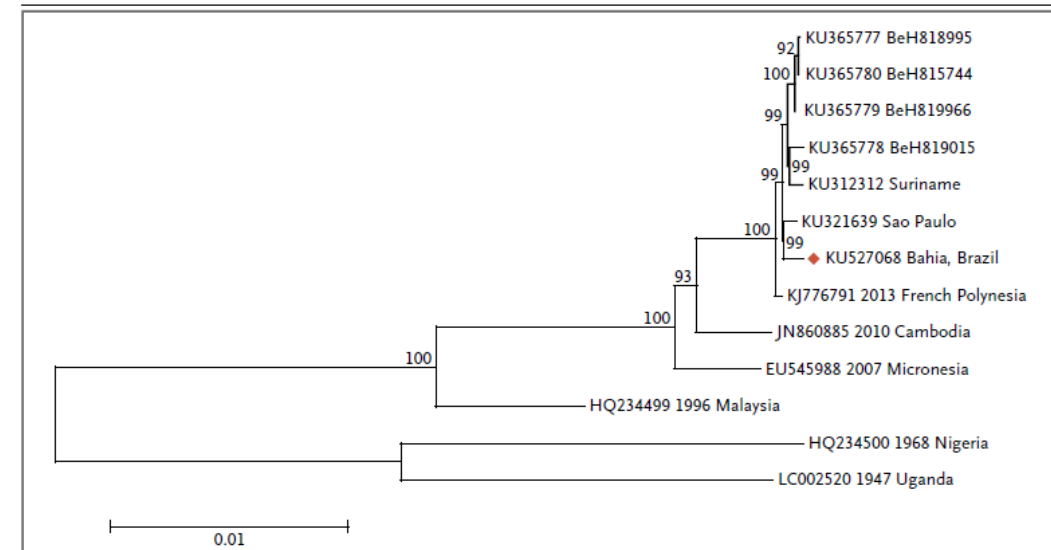 KU365777 BeH818995
92
KU365780 BeH815744
100
KU365779 BeH819966
99
KU365778 BeH819015
99
KU312312 Suriname
99
KU321639 Sao Paulo
100
99
KU527068 Bahia, Brazil
93
KJ776791 2013 French Polynesia
100
JN860885 2010 Cambodia
100
EU545988 2007 Micronesia
HQ234499 1996 Malaysia
HQ234500 1968 Nigeria
LC002520 1947 Uganda
0.01